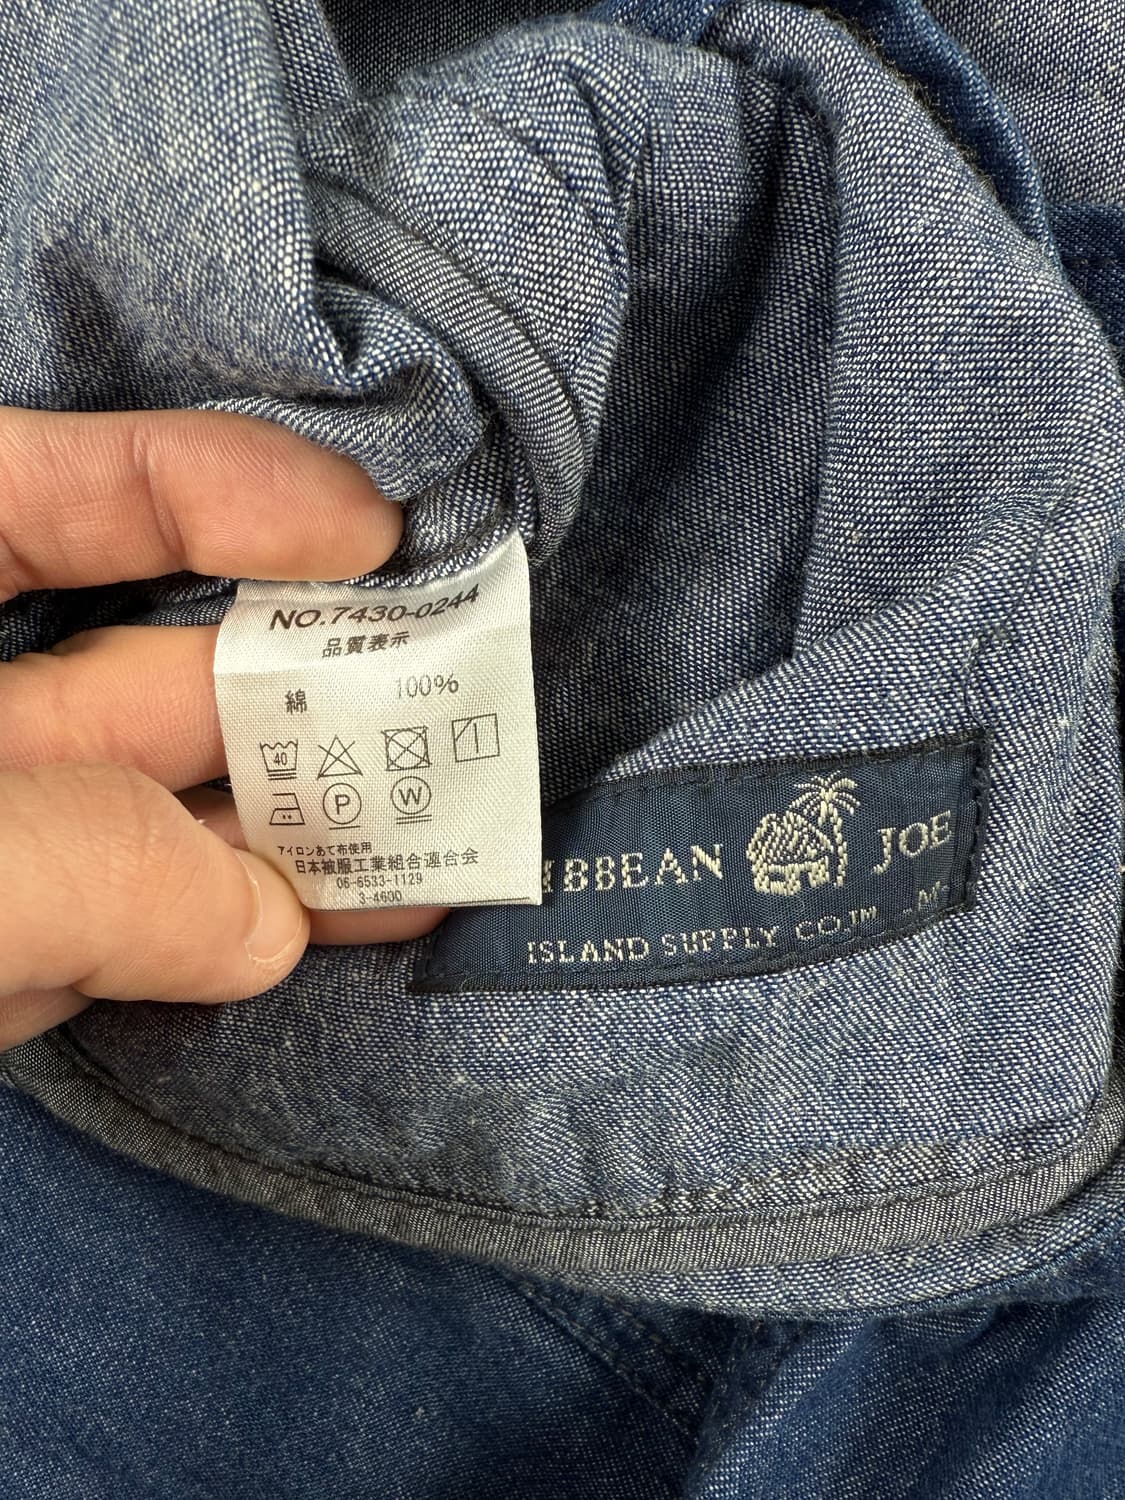 NO.7430-0244
品質表示
綿 100%
40
P W
アイロンあて布使用
日本被服工業組合連合会
06-6533-1129
3-4600
IBBEAN JOE
ISLAND SUPPLY CO.TM -M-